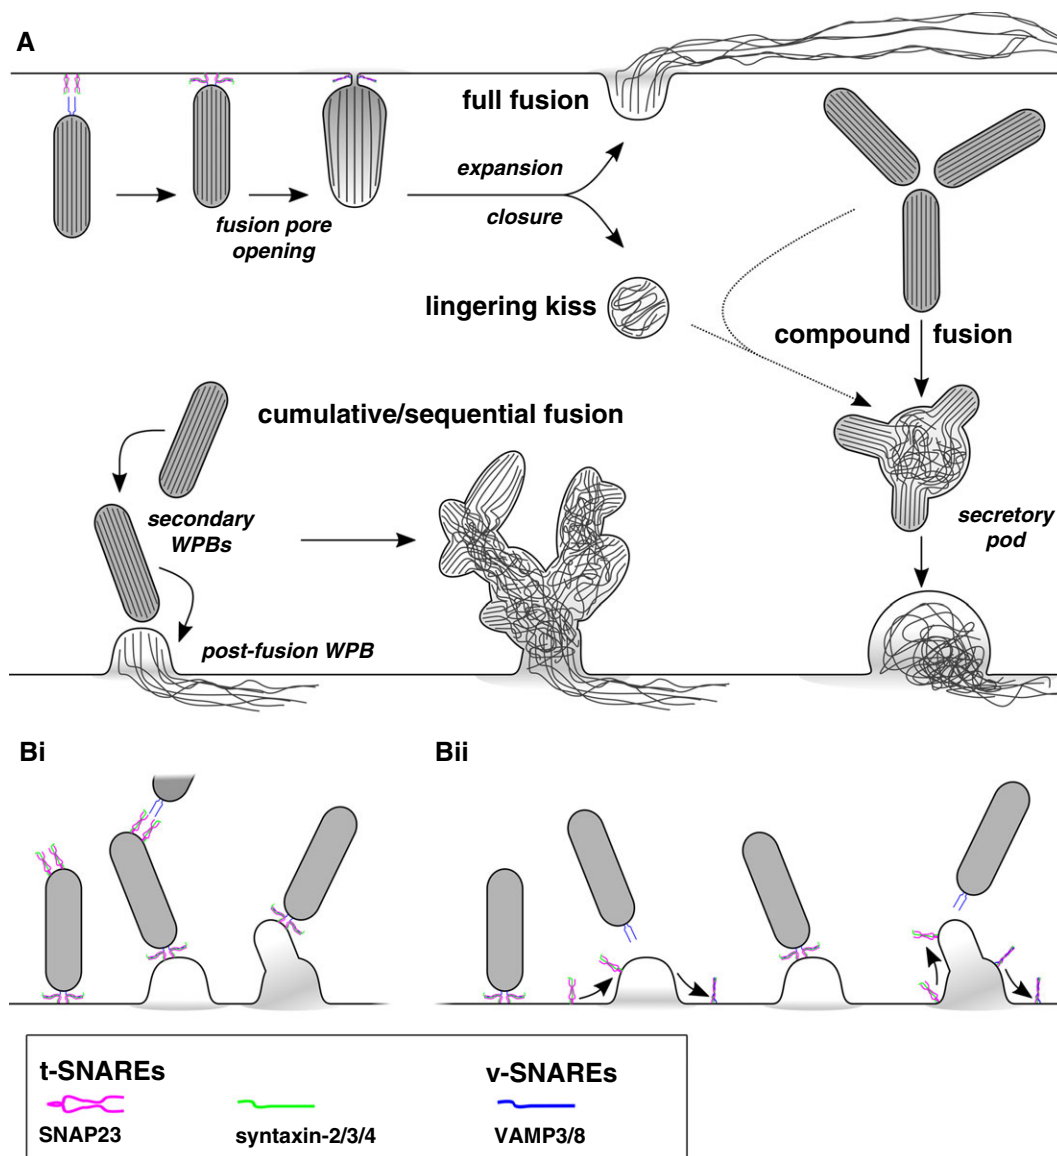 A
full fusion
expansion
closure
fusion pore
opening
lingering kiss
compound fusion
cumulative/sequential fusion
secondary
WPBs
secretory
pod
post-fusion WPB
Bi
Bii
t-SNAREs
v-SNAREs
SNAP23
syntaxin-2/3/4
VAMP3/8